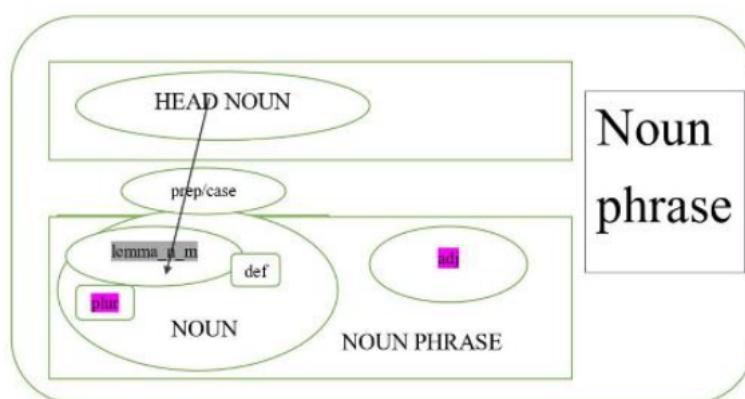 HEAD NOUN
Noun
phrase
prep/case
lemma_n_m
def
adj
plur
NOUN
NOUN PHRASE